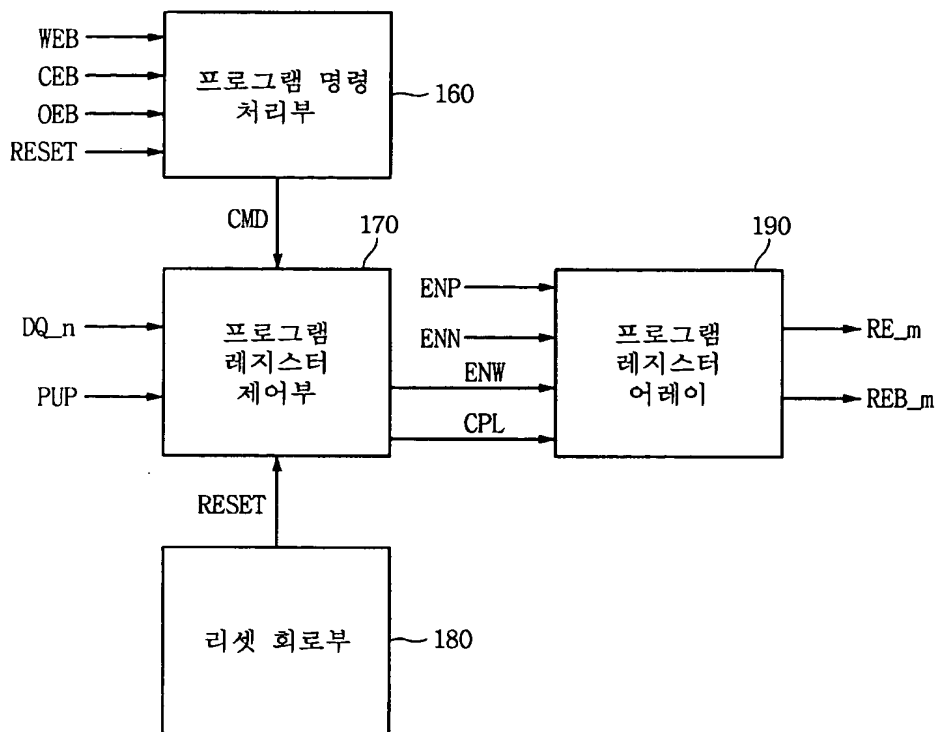 WEB
CEB
OEB
RESET
프로그램 명령
처리부
160
CMD
170
190
DQ_n
PUP
프로그램
레지스터
제어부
ENP
ENN
ENW
CPL
프로그램
레지스터
어레이
RE_m
REB_m
RESET
리셋 회로부
180